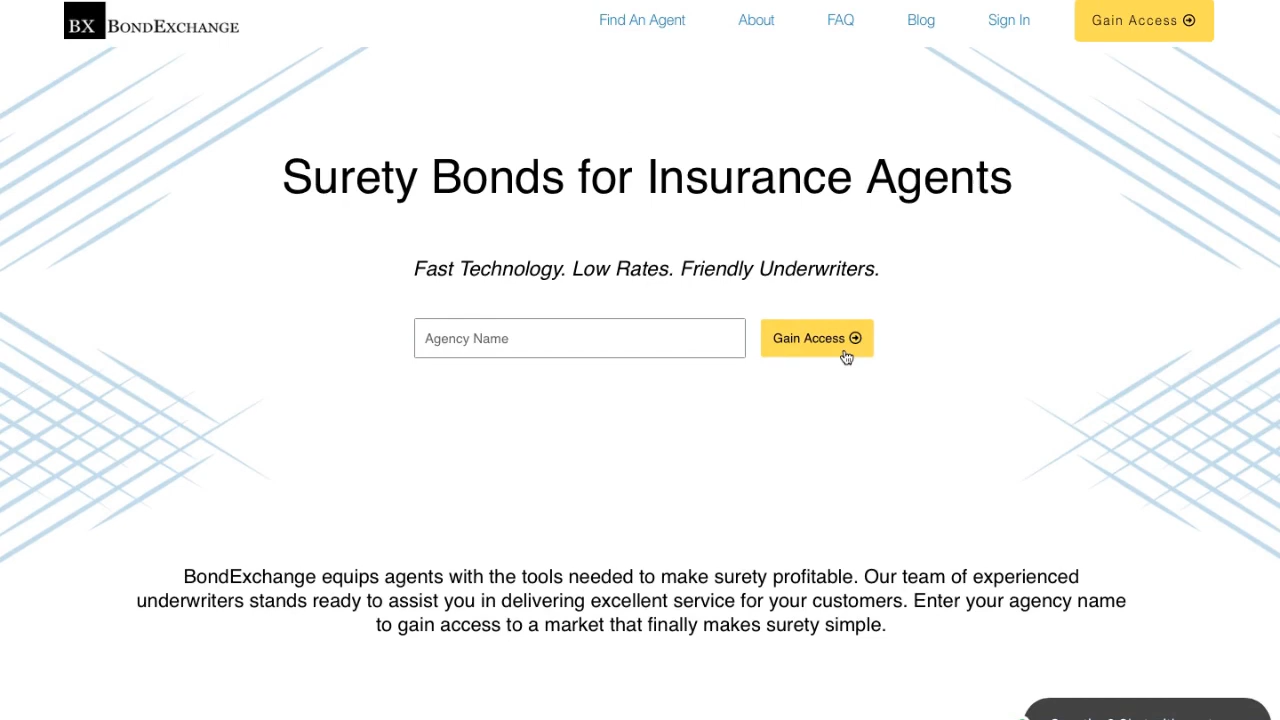 BX BONDEXCHANGE
Find An Agent
About
FAQ
Blog
Sign In
Gain Access
Surety Bonds for Insurance Agents
Fast Technology. Low Rates. Friendly Underwriters.
Agency Name
Gain Access
BondExchange equips agents with the tools needed to make surety profitable. Our team of experienced
underwriters stands ready to assist you in delivering excellent service for your customers. Enter your agency name
to gain access to a market that finally makes surety simple.